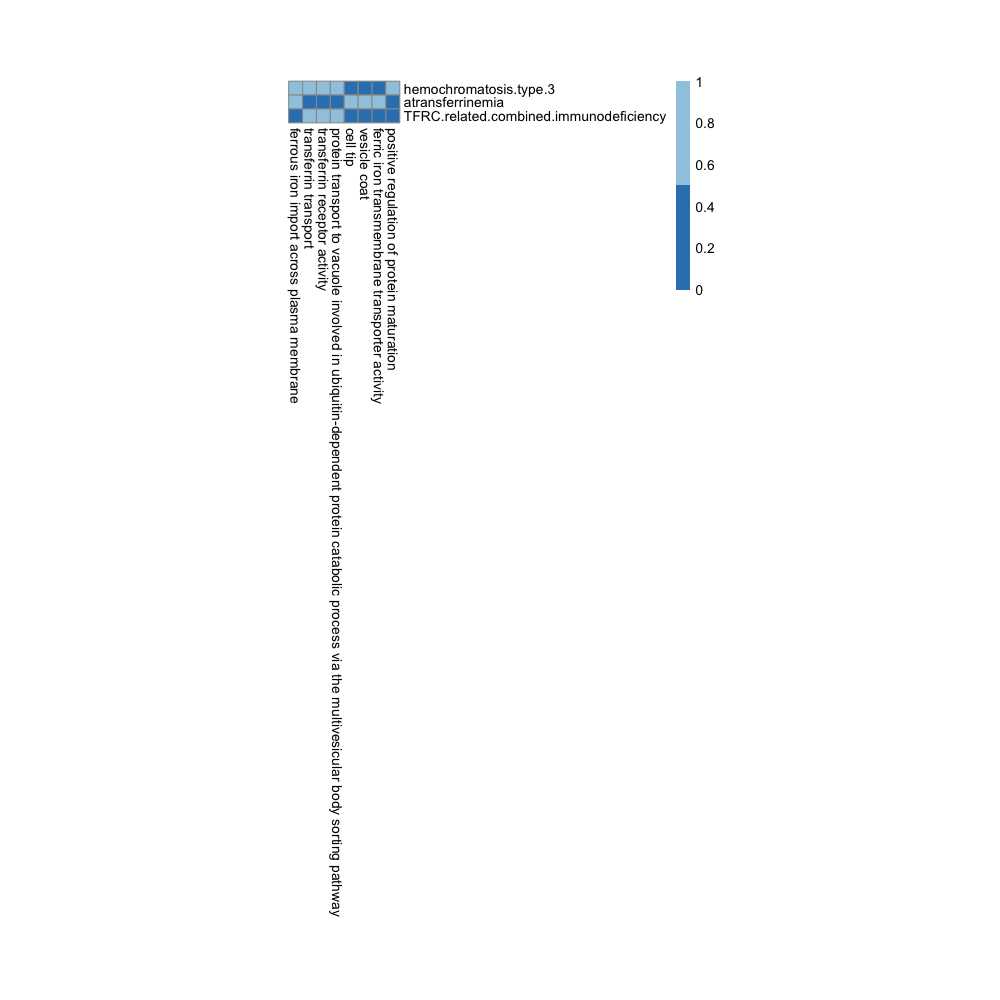 hemochromatosis.type.3
atransferrinemia
TFRC.related.combined.immunodeficiency
ferrous iron import across plasma membrane
transferrin transport
transferrin receptor activity
protein transport to vacuole involved in ubiquitin-dependent protein catabolic process via the multivesicular body sorting pathway
cell tip
vesicle coat
ferric iron transmembrane transporter activity
positive regulation of protein maturation
1
0.8
0.6
0.4
0.2
0